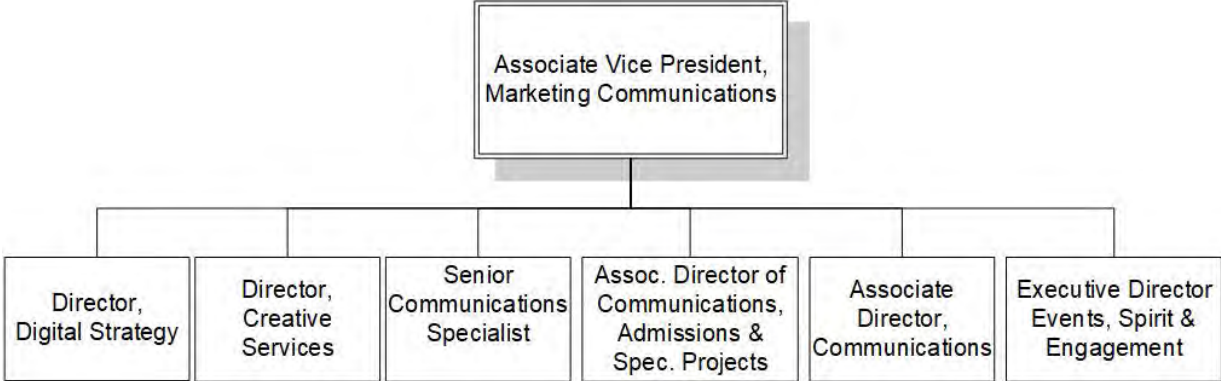 Associate Vice President,
Marketing Communications
Director,
Digital Strategy
Director,
Creative
Services
Senior
Communications
Specialist
Assoc. Director of
Communications,
Admissions &
Spec. Projects
Associate
Director,
Communications
Executive Director
Events, Spirit &
Engagement